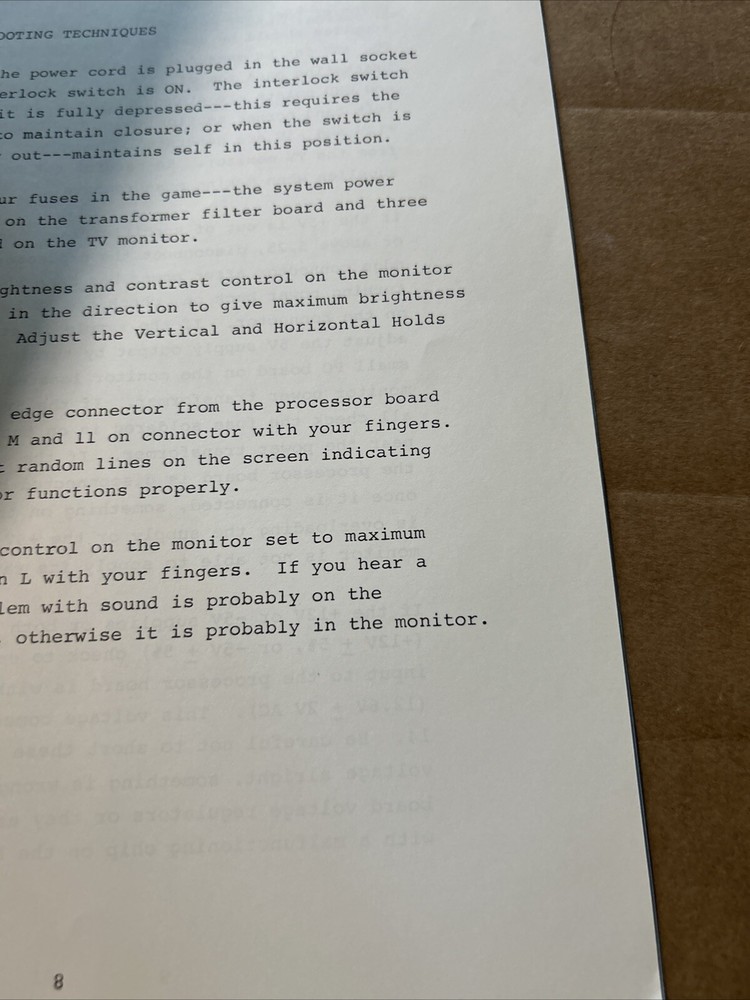 OOTING TECHNIQUES
he power cord is plugged in the wall socket
erlock switch is ON. The interlock switch
it is fully depressed---this requires the
to maintain closure; or when the switch is
out---maintains self in this position.
ur fuses in the game---the system power
on the transformer filter board and three
on the TV monitor.
ghtness and contrast control on the monitor
in the direction to give maximum brightness
Adjust the Vertical and Horizontal Holds
edge connector from the processor board
M and 11 on connector with your fingers.
t random lines on the screen indicating
or functions properly.
control on the monitor set to maximum
n L with your fingers. If you hear a
lem with sound is probably on the
otherwise it is probably in the monitor.
8